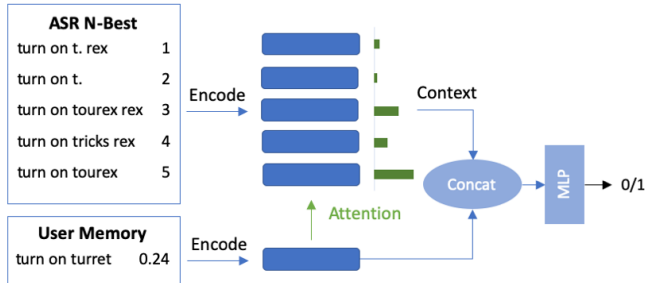 ASR N-Best
turn on t. rex 1
turn on t. 2
turn on tourex rex 3
turn on tricks rex 4
turn on tourex 5
Encode
Context
Concat
MLP
0/1
Attention
User Memory
turn on turret 0.24
Encode